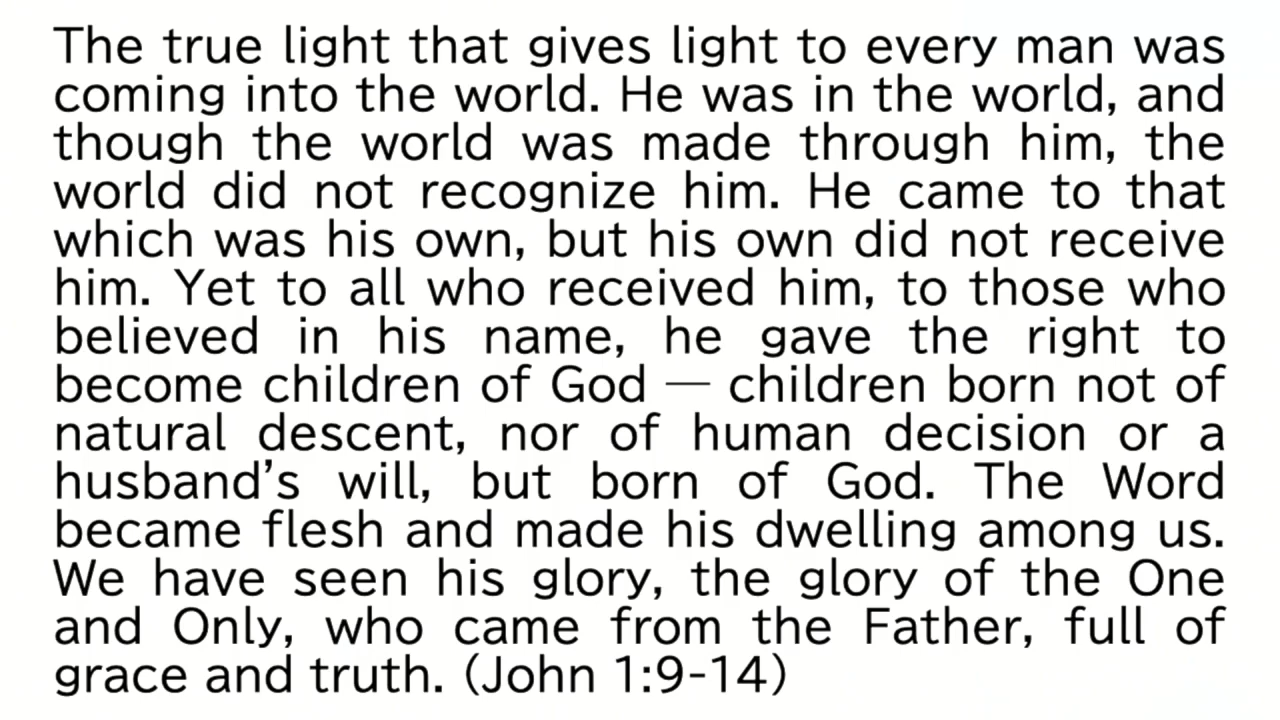 The true light that gives light to every man was
coming into the world. He was in the world, and
though the world was made through him, the
world did not recognize him. He came to that
which was his own, but his own did not receive
him. Yet to all who received him, to those who
believed in his name, he gave the right to
become children of God — children born not of
natural descent, nor of human decision or a
husband’s will, but born of God. The Word
became flesh and made his dwelling among us.
We have seen his glory, the glory of the One
and Only, who came from the Father, full of
grace and truth. (John 1:9-14)